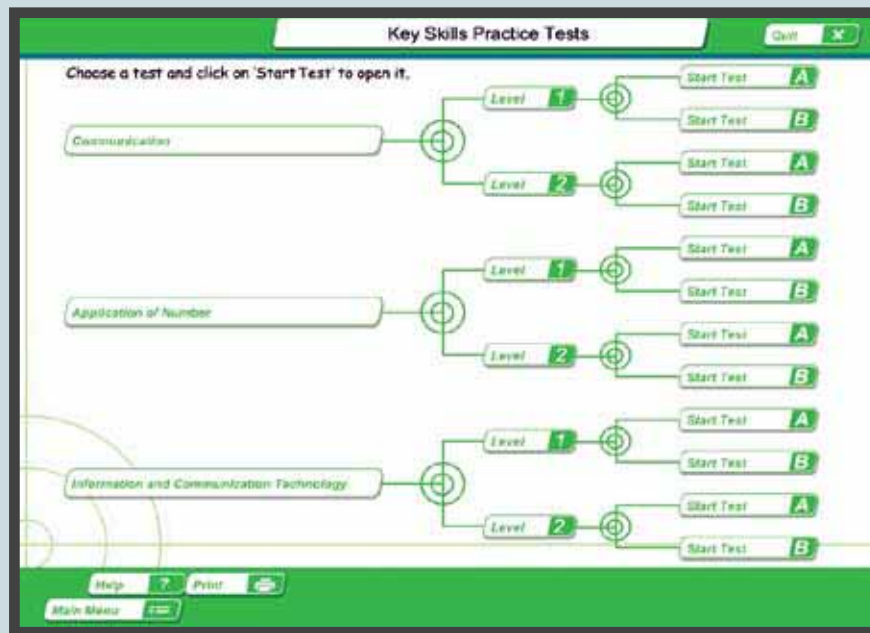 Key Skills Practice Tests
Quit X
Choose a test and click on 'Start Test' to open it.
Communication
Level 1
Start Test A
Start Test B
Level 2
Start Test A
Start Test B
Application of Number
Level 1
Start Test A
Start Test B
Level 2
Start Test A
Start Test B
Information and Communication Technology
Level 1
Start Test A
Start Test B
Level 2
Start Test A
Start Test B
Help ?
Print
Main Menu